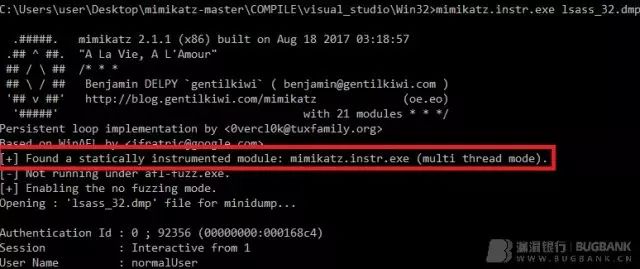 C:\Users\user\Desktop\mimikatz-master\COMPILE\visual_studio\Win32>mimikatz.instr.exe lsass_32.dmp
.#####. mimikatz 2.1.1 (x86) built on Aug 18 2017 03:18:57
.## ^ ##. "A La Vie, A L'Amour"
## / \ ## /* * *
## \ / ## Benjamin DELPY `gentilkiwi` ( benjamin@gentilkiwi.com )
'## v ##' http://blog.gentilkiwi.com/mimikatz (oe.eo)
'#####' with 21 modules * * */
Persistent loop implementation by <0vercl0k@tuxfamily.org>
Based on WinAFL by <ifratric@google.com>
[+] Found a statically instrumented module: mimikatz.instr.exe (multi thread mode).
[-] Not running under afl-fuzz.exe.
[+] Enabling the no fuzzing mode.
Opening : 'lsass_32.dmp' file for minidump...
Authentication Id : 0 ; 92356 (00000000:000168c4)
Session : Interactive from 1
User Name : normalUser
漏洞银行 BUGBANK
WWW.BUGBANK.CN